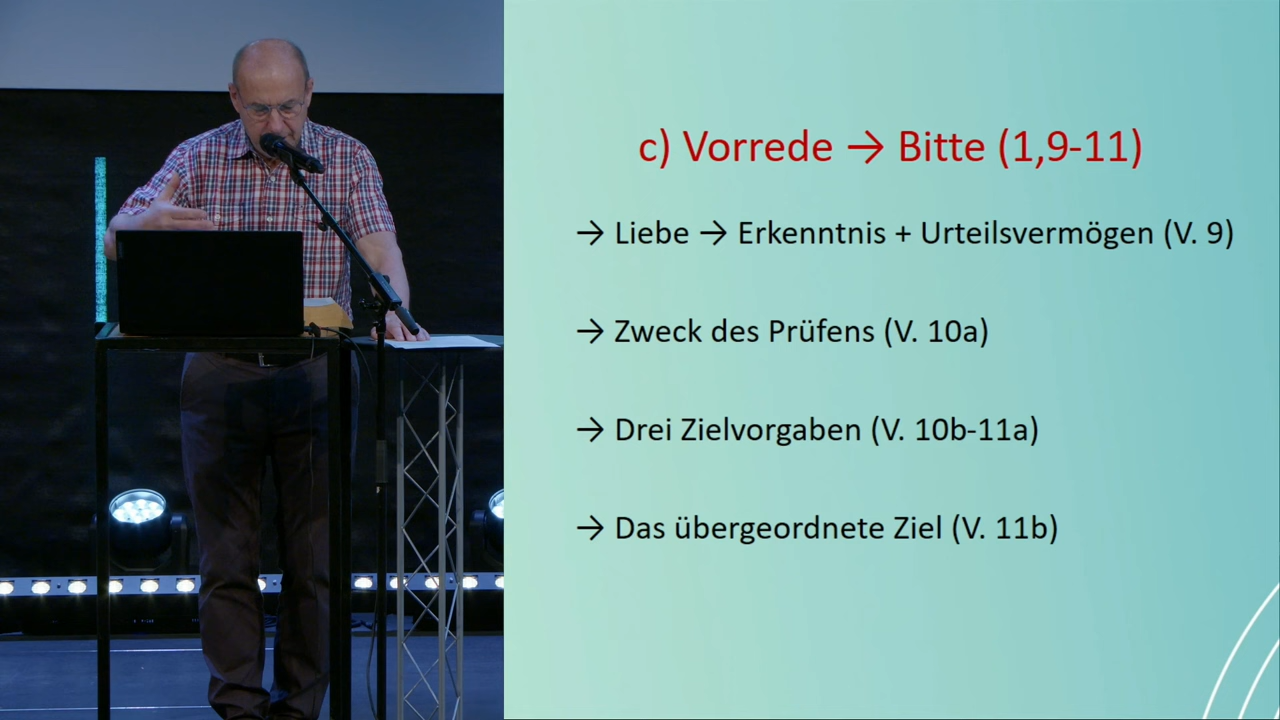 c) Vorrede → Bitte (1,9-11)
→ Liebe → Erkenntnis + Urteilsvermögen (V. 9)
→ Zweck des Prüfens (V. 10a)
→ Drei Zielvorgaben (V. 10b-11a)
→ Das übergeordnete Ziel (V. 11b)